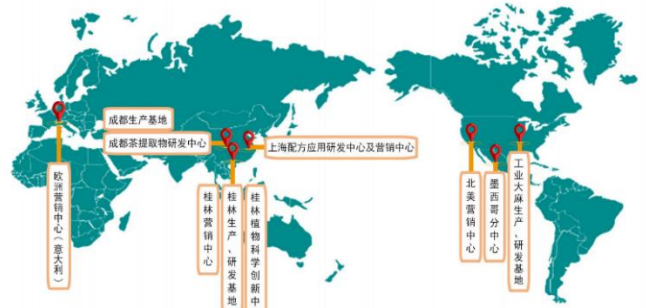 成都生产基地
成都茶提取物研发中心
上海配方应用研发中心及营销中心
欧洲营销中心（意大利）
桂林营销中心
桂林生产、研发基地
桂林植物科学创新中
北美营销中心
墨西哥分中心
工业大麻生产、研发基地